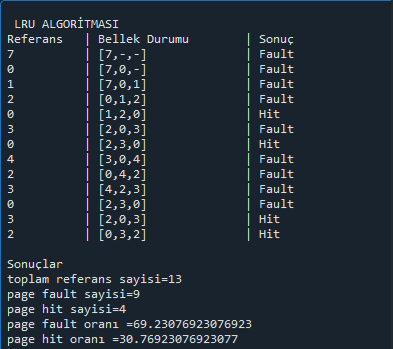 LRU ALGORİTMASI
Referans | Bellek Durumu | Sonuç
7 | [7,-,-] | Fault
0 | [7,0,-] | Fault
1 | [7,0,1] | Fault
2 | [0,1,2] | Fault
0 | [1,2,0] | Hit
3 | [2,0,3] | Fault
0 | [2,3,0] | Hit
4 | [3,0,4] | Fault
2 | [0,4,2] | Fault
3 | [4,2,3] | Fault
0 | [2,3,0] | Fault
3 | [2,0,3] | Hit
2 | [0,3,2] | Hit
Sonuçlar
toplam referans sayisi=13
page fault sayisi=9
page hit sayisi=4
page fault oranı =69.23076923076923
page hit oranı =30.76923076923077